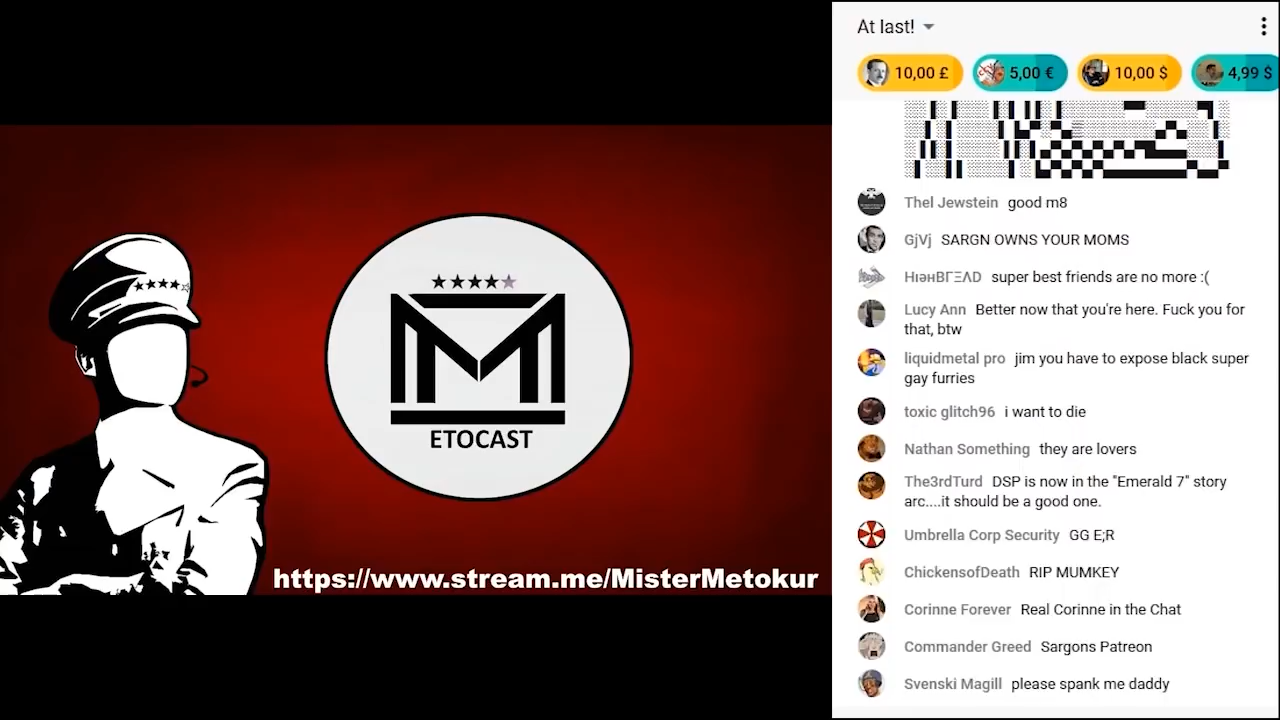 At last!
10,00 £
5,00 €
10,00 $
4,99 $
Thel Jewstein good m8
GjVj SARGN OWNS YOUR MOMS
HıəнBΓΞΛD super best friends are no more :(
Lucy Ann Better now that you're here. Fuck you for
that, btw
liquidmetal pro jim you have to expose black super
gay furries
toxic glitch96 i want to die
Nathan Something they are lovers
The3rdTurd DSP is now in the "Emerald 7" story
arc....it should be a good one.
Umbrella Corp Security GG E;R
ChickensofDeath RIP MUMKEY
Corinne Forever Real Corinne in the Chat
Commander Greed Sargons Patreon
Svenski Magill please spank me daddy
M
ETOCAST
https://www.stream.me/MisterMetokur